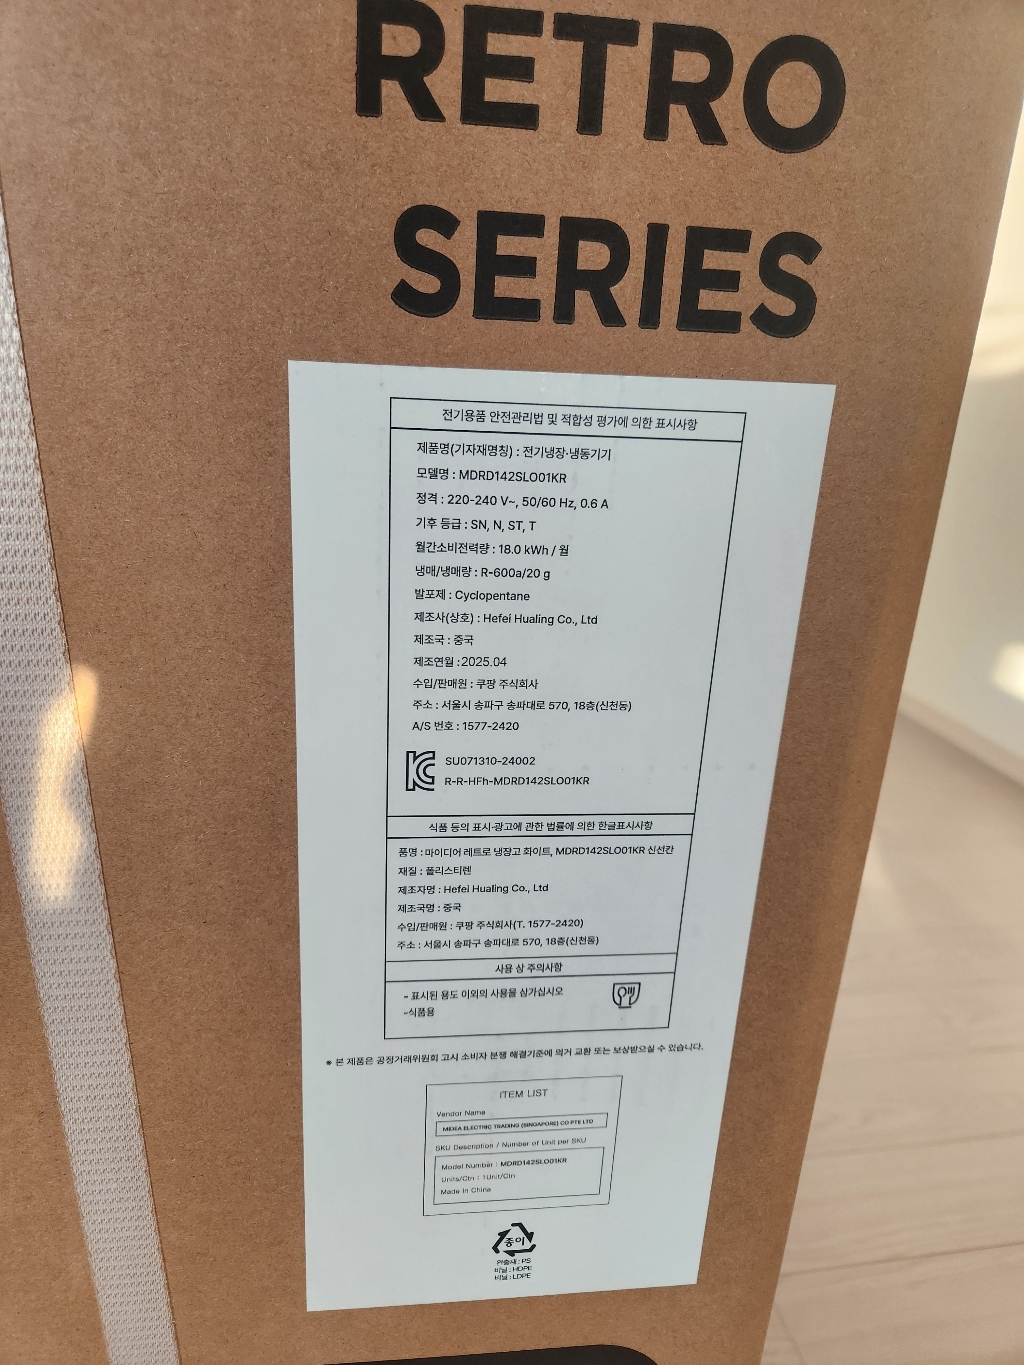 RETRO
SERIES
전기용품 안전관리법 및 적합성 평가에 의한 표시사항
제품명(기자재명칭) : 전기냉장·냉동기기
모델명 : MDRD142SLO01KR
정격 : 220-240 V~, 50/60 Hz, 0.6 A
기후 등급 : SN, N, ST, T
월간소비전력량 : 18.0 kWh / 월
냉매/냉매량 : R-600a/20 g
발포제 : Cyclopentane
제조사(상호) : Hefei Hualing Co., Ltd
제조국 : 중국
제조연월 :2025.04
수입/판매원 : 쿠팡 주식회사
주소 : 서울시 송파구 송파대로 570, 18층(신천동)
A/S 번호 : 1577-2420
SU071310-24002
R-R-HFh-MDRD142SLO01KR
식품 등의 표시·광고에 관한 법률에 의한 한글표시사항
품명 : 마이디어 레트로 냉장고 화이트, MDRD142SLO01KR 신선칸
재질 : 폴리스티렌
제조자명 : Hefei Hualing Co., Ltd
제조국명 : 중국
수입/판매원 : 쿠팡 주식회사(T. 1577-2420)
주소 : 서울시 송파구 송파대로 570, 18층(신천동)
사용 상 주의사항
- 표시된 용도 이외의 사용을 삼가십시오
-식품용
※ 본 제품은 공정거래위원회 고시 소비자 분쟁 해결기준에 의거 교환 또는 보상받으실 수 있습니다.
ITEM LIST
Vendor Name
MIDEA ELECTRIC TRADING (SINGAPORE) CO PTE LTD
SKU Description / Number of Unit per SKU
Model Number : MDRD142SLO01KR
Units/Ctn : 1Unit/Ctn
Made In China
종이
완충재 : PS
비닐 : HDPE
비닐 : LDPE